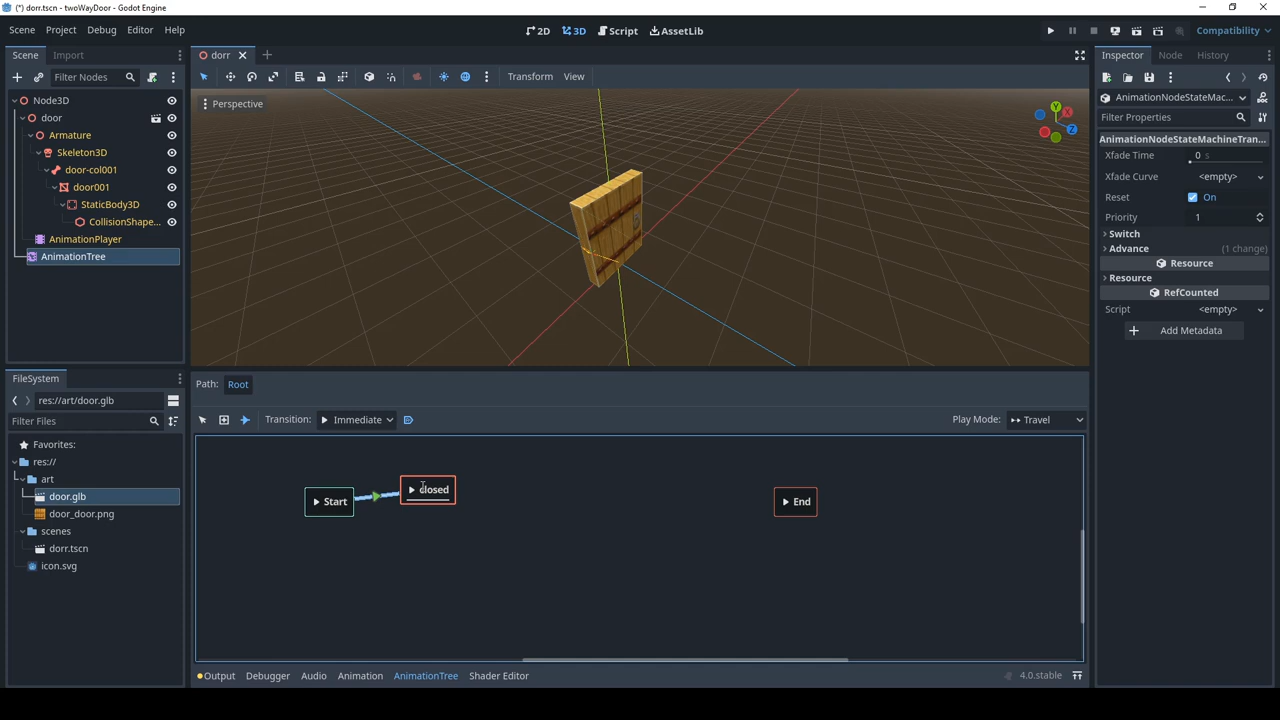 (*) dorr.tscn - twoWayDoor - Godot Engine
Scene Project Debug Editor Help
2D 3D Script AssetLib
Compatibility
Scene Import
Filter Nodes
Node3D
door
Armature
Skeleton3D
door-col001
door001
StaticBody3D
CollisionShape...
AnimationPlayer
AnimationTree
FileSystem
res://art/door.glb
Filter Files
Favorites:
res://
art
door.glb
door_door.png
scenes
dorr.tscn
icon.svg
dorr
Transform View
Perspective
Y
X
Z
Path: Root
Transition: Immediate
Play Mode: Travel
Start
closed
End
Output Debugger Audio Animation AnimationTree Shader Editor
4.0.stable
Inspector Node History
AnimationNodeStateMac...
Filter Properties
AnimationNodeStateMachineTran...
Xfade Time 0 s
Xfade Curve <empty>
Reset On
Priority 1
Switch
Advance (1 change)
Resource
Resource
RefCounted
Script <empty>
Add Metadata